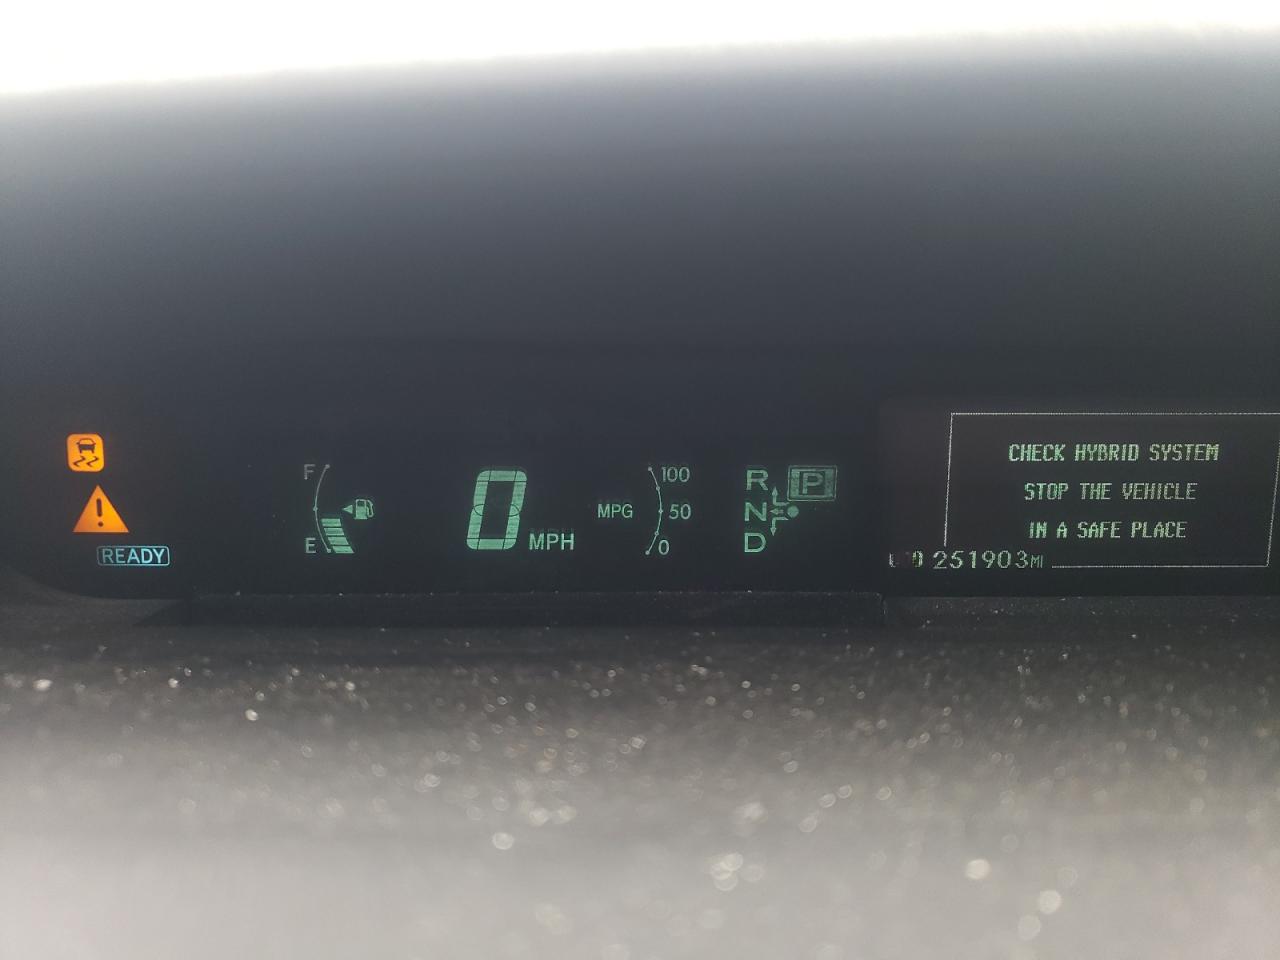 READY
F
E
0 MPH
MPG
100
50
0
R
N
D
P
CHECK HYBRID SYSTEM
STOP THE VEHICLE
IN A SAFE PLACE
251903MI